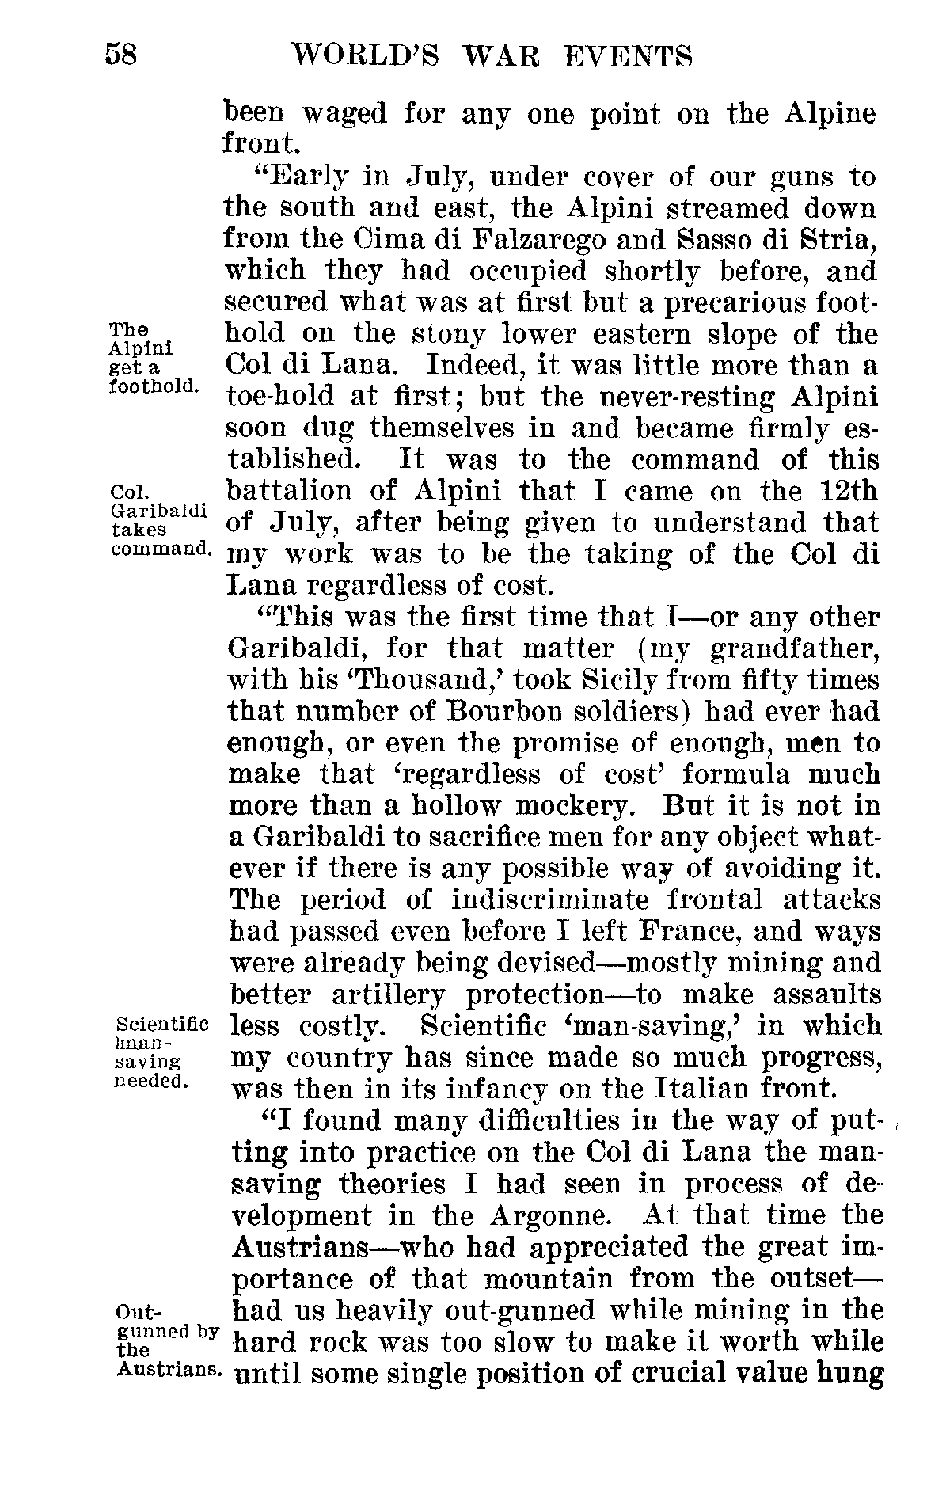 58 WORLD'S WAR EVENTS
been waged for any one point on the Alpine
front.
“Early in July, under cover of our guns to
the south and east, the Alpini streamed down
from the Cima di Falzarego and Sasso di Stria,
which they had occupied shortly before, and
secured what was at first but a precarious foot-
The
Alpini
get a
foothold.
hold on the stony lower eastern slope of the
Col di Lana. Indeed, it was little more than a
toe-hold at first; but the never-resting Alpini
soon dug themselves in and became firmly es-
tablished. It was to the command of this
Col.
Garibaldi
takes
command.
battalion of Alpini that I came on the 12th
of July, after being given to understand that
my work was to be the taking of the Col di
Lana regardless of cost.
“This was the first time that I—or any other
Garibaldi, for that matter (my grandfather,
with his ‘Thousand,’ took Sicily from fifty times
that number of Bourbon soldiers) had ever had
enough, or even the promise of enough, men to
make that ‘regardless of cost’ formula much
more than a hollow mockery. But it is not in
a Garibaldi to sacrifice men for any object what-
ever if there is any possible way of avoiding it.
The period of indiscriminate frontal attacks
had passed even before I left France, and ways
were already being devised—mostly mining and
better artillery protection—to make assaults
Scientific
man-
saving
needed.
less costly. Scientific ‘man-saving,’ in which
my country has since made so much progress,
was then in its infancy on the Italian front.
“I found many difficulties in the way of put-
ting into practice on the Col di Lana the man-
saving theories I had seen in process of de-
velopment in the Argonne. At that time the
Austrians—who had appreciated the great im-
portance of that mountain from the outset—
Out-
gunned by
the
Austrians.
had us heavily out-gunned while mining in the
hard rock was too slow to make it worth while
until some single position of crucial value hung